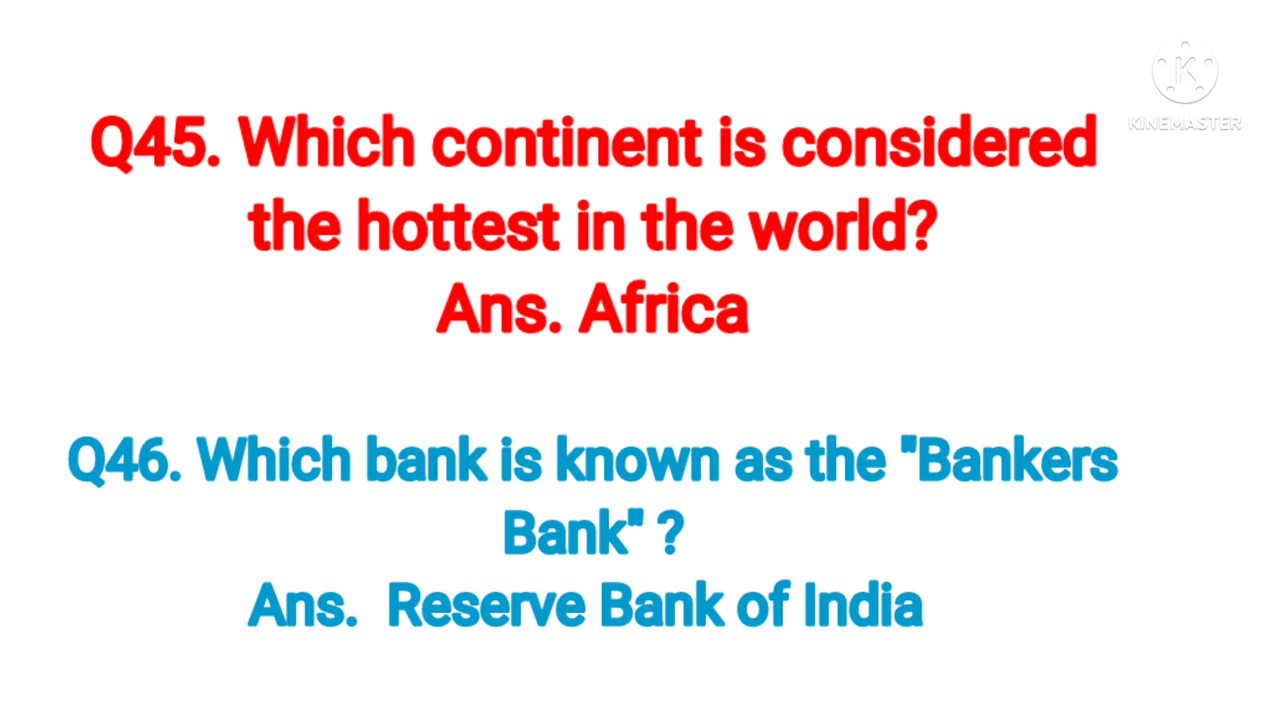 KINEMASTER
Q45. Which continent is considered
the hottest in the world?
Ans. Africa
Q46. Which bank is known as the "Bankers
Bank" ?
Ans. Reserve Bank of India